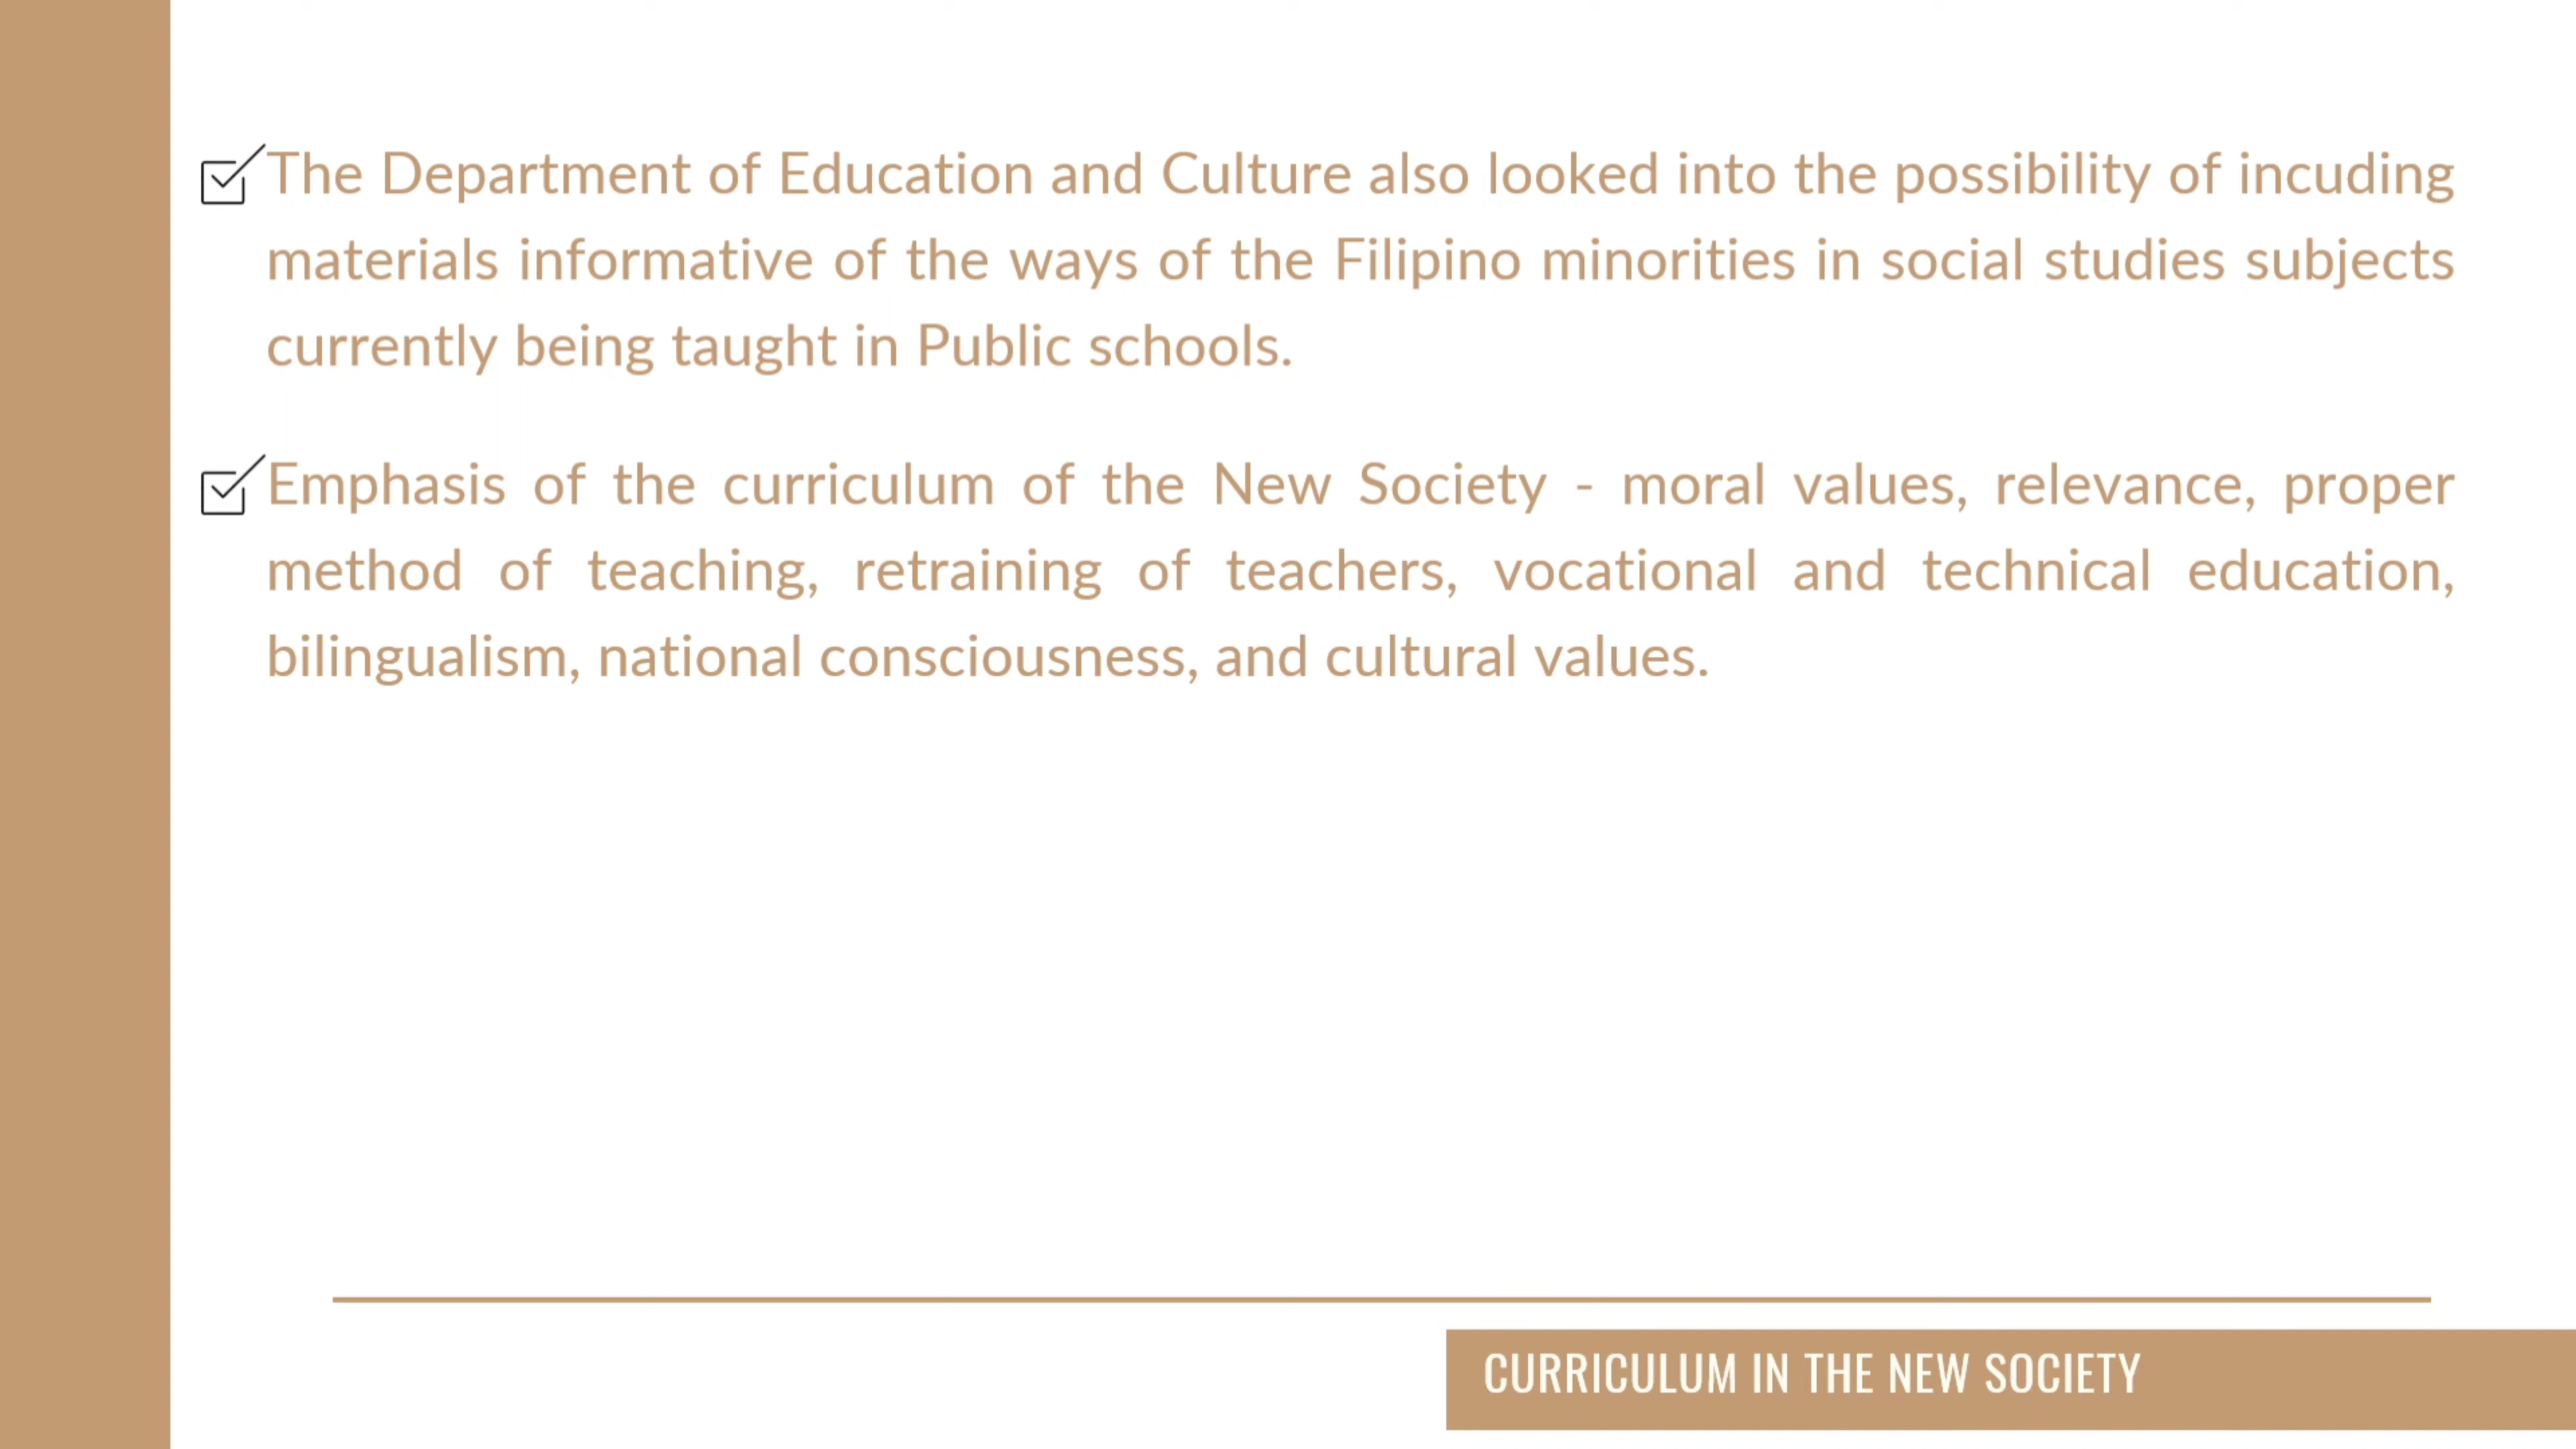 The Department of Education and Culture also looked into the possibility of incuding
materials informative of the ways of the Filipino minorities in social studies subjects
currently being taught in Public schools.
Emphasis of the curriculum of the New Society - moral values, relevance, proper
method of teaching, retraining of teachers, vocational and technical education,
bilingualism, national consciousness, and cultural values.
CURRICULUM IN THE NEW SOCIETY